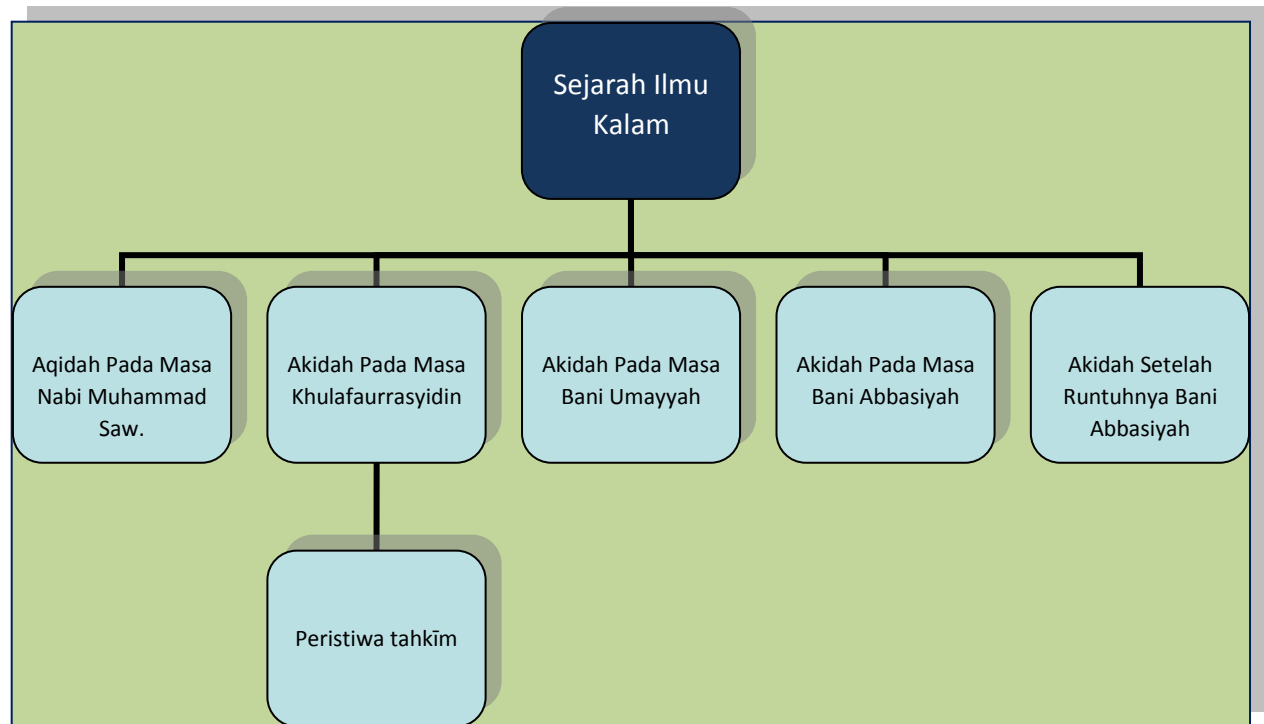 Sejarah Ilmu
Kalam
Aqidah Pada Masa
Nabi Muhammad
Saw.
Akidah Pada Masa
Khulafaurrasyidin
Akidah Pada Masa
Bani Umayyah
Akidah Pada Masa
Bani Abbasiyah
Akidah Setelah
Runtuhnya Bani
Abbasiyah
Peristiwa tahkīm